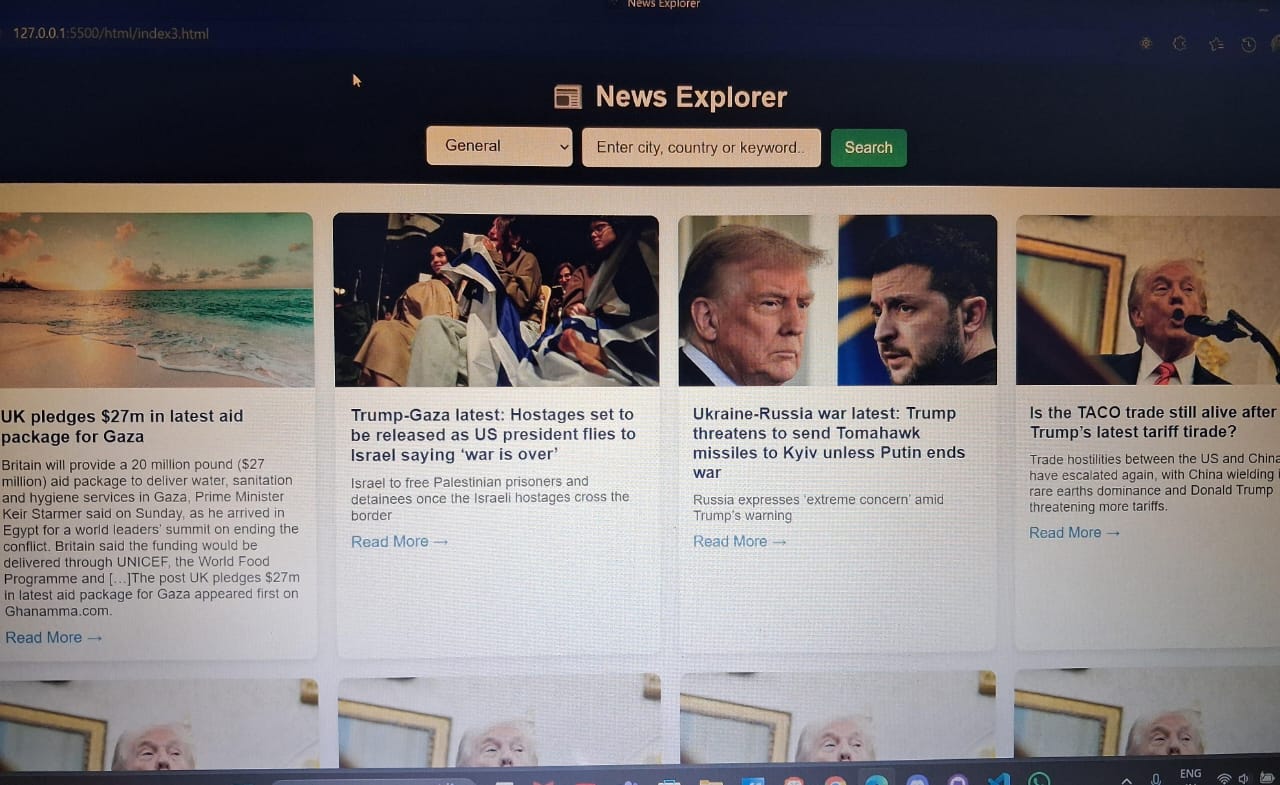 News Explorer
127.0.0.1:5500/html/index3.html
News Explorer
General
Enter city, country or keyword..
Search
UK pledges $27m in latest aid
package for Gaza
Britain will provide a 20 million pound ($27
million) aid package to deliver water, sanitation
and hygiene services in Gaza, Prime Minister
Keir Starmer said on Sunday, as he arrived in
Egypt for a world leaders' summit on ending the
conflict. Britain said the funding would be
delivered through UNICEF, the World Food
Programme and […]The post UK pledges $27m
in latest aid package for Gaza appeared first on
Ghanamma.com.
Read More →
Trump-Gaza latest: Hostages set to
be released as US president flies to
Israel saying ‘war is over’
Israel to free Palestinian prisoners and
detainees once the Israeli hostages cross the
border
Read More →
Ukraine-Russia war latest: Trump
threatens to send Tomahawk
missiles to Kyiv unless Putin ends
war
Russia expresses ‘extreme concern’ amid
Trump’s warning
Read More →
Is the TACO trade still alive after
Trump’s latest tariff tirade?
Trade hostilities between the US and China
have escalated again, with China wielding
rare earths dominance and Donald Trump
threatening more tariffs.
Read More →
ENG